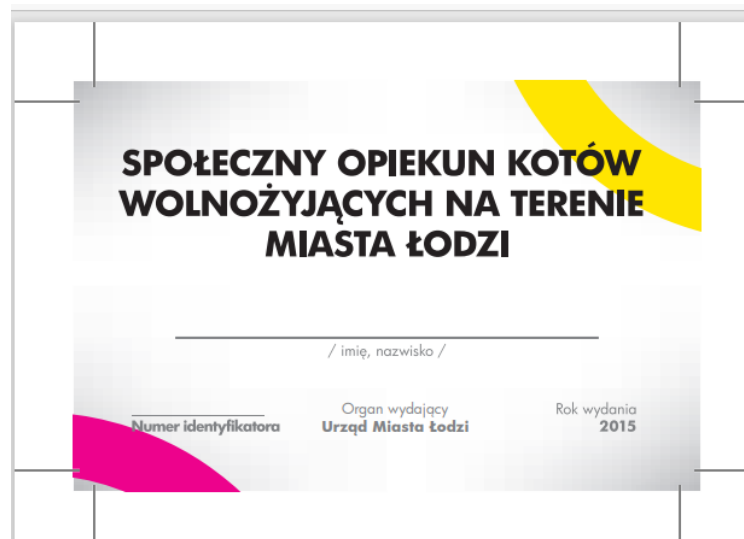 SPOŁECZNY OPIEKUN KOTÓW
WOLNOŻYJĄCYCH NA TERENIE
MIASTA ŁODZI
/ imię, nazwisko /
Numer identyfikatora
Organ wydający
Urząd Miasta Łodzi
Rok wydania
2015